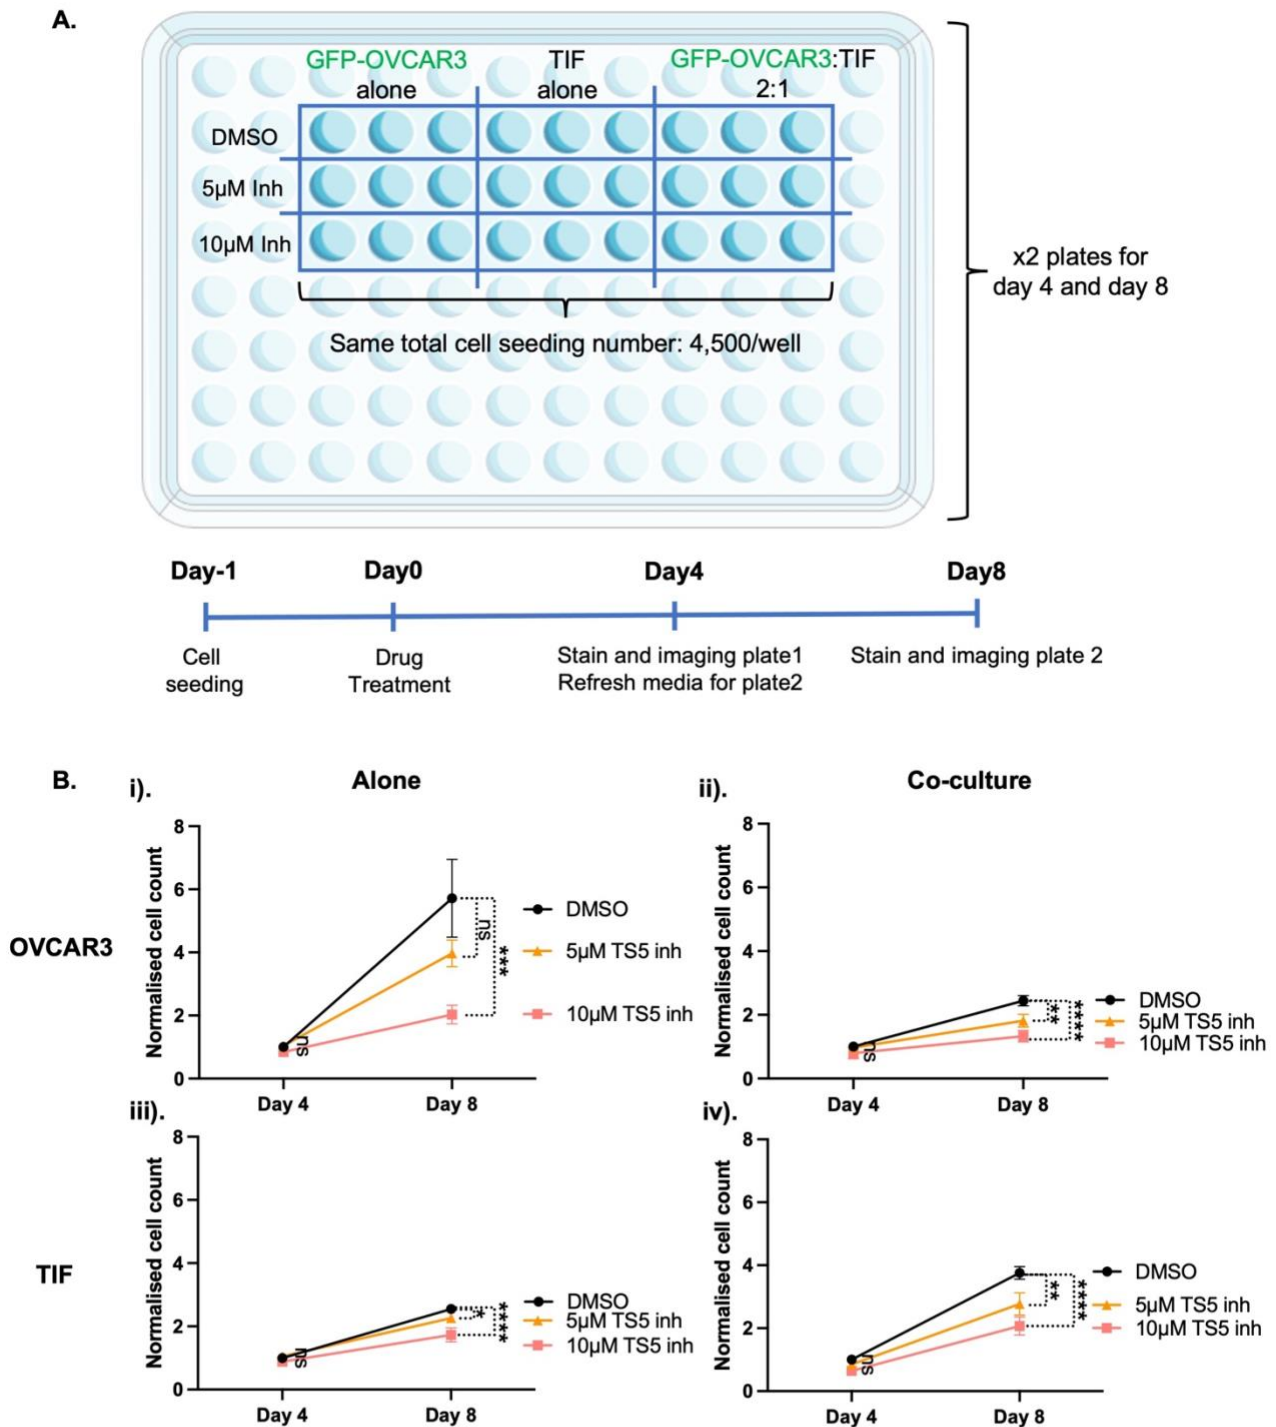 A.
GFP-OVCAR3 TIF GFP-OVCAR3:TIF
alone alone 2:1
DMSO
5µM Inh
10µM Inh
Same total cell seeding number: 4,500/well
x2 plates for
day 4 and day 8
Day-1 Day0 Day4 Day8
Cell Drug Stain and imaging plate1 Stain and imaging plate 2
seeding Treatment Refresh media for plate2
B. i). Alone ii). Co-culture
OVCAR3
Normalised cell count
8
6
4
2
0
ns
ns
***
DMSO
5µM TS5 inh
10µM TS5 inh
Day 4 Day 8
Normalised cell count
8
6
4
2
0
ns
**
****
DMSO
5µM TS5 inh
10µM TS5 inh
Day 4 Day 8
iii). iv).
TIF
Normalised cell count
8
6
4
2
0
ns
*
****
DMSO
5µM TS5 inh
10µM TS5 inh
Day 4 Day 8
Normalised cell count
8
6
4
2
0
ns
**
****
DMSO
5µM TS5 inh
10µM TS5 inh
Day 4 Day 8